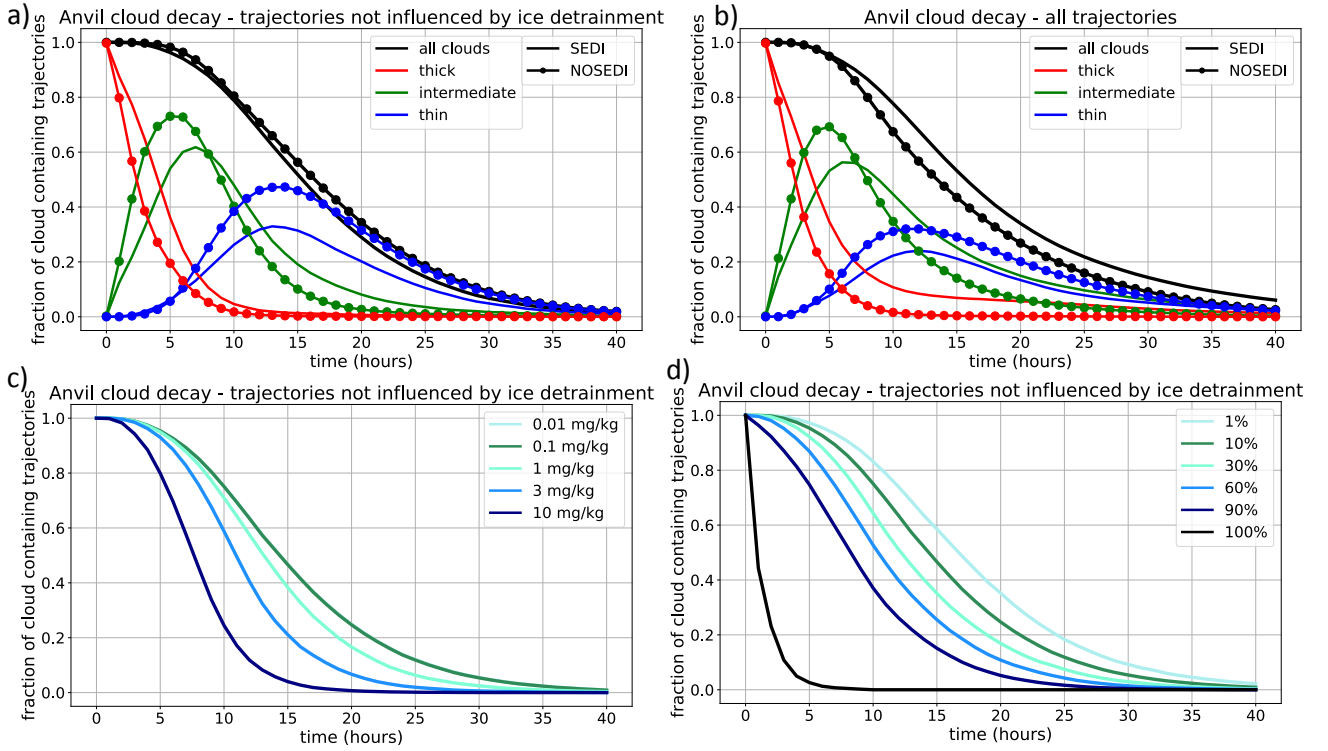 a)
Anvil cloud decay - trajectories not influenced by ice detrainment
fraction of cloud containing trajectories
1.0
0.8
0.6
0.4
0.2
0.0
all clouds
thick
intermediate
thin
SEDI
NOSEDI
0 5 10 15 20 25 30 35 40
time (hours)
b)
Anvil cloud decay - all trajectories
fraction of cloud containing trajectories
1.0
0.8
0.6
0.4
0.2
0.0
all clouds
thick
intermediate
thin
SEDI
NOSEDI
0 5 10 15 20 25 30 35 40
time (hours)
c)
Anvil cloud decay - trajectories not influenced by ice detrainment
fraction of cloud containing trajectories
1.0
0.8
0.6
0.4
0.2
0.0
0.01 mg/kg
0.1 mg/kg
1 mg/kg
3 mg/kg
10 mg/kg
0 5 10 15 20 25 30 35 40
time (hours)
d)
Anvil cloud decay - trajectories not influenced by ice detrainment
fraction of cloud containing trajectories
1.0
0.8
0.6
0.4
0.2
0.0
1%
10%
30%
60%
90%
100%
0 5 10 15 20 25 30 35 40
time (hours)